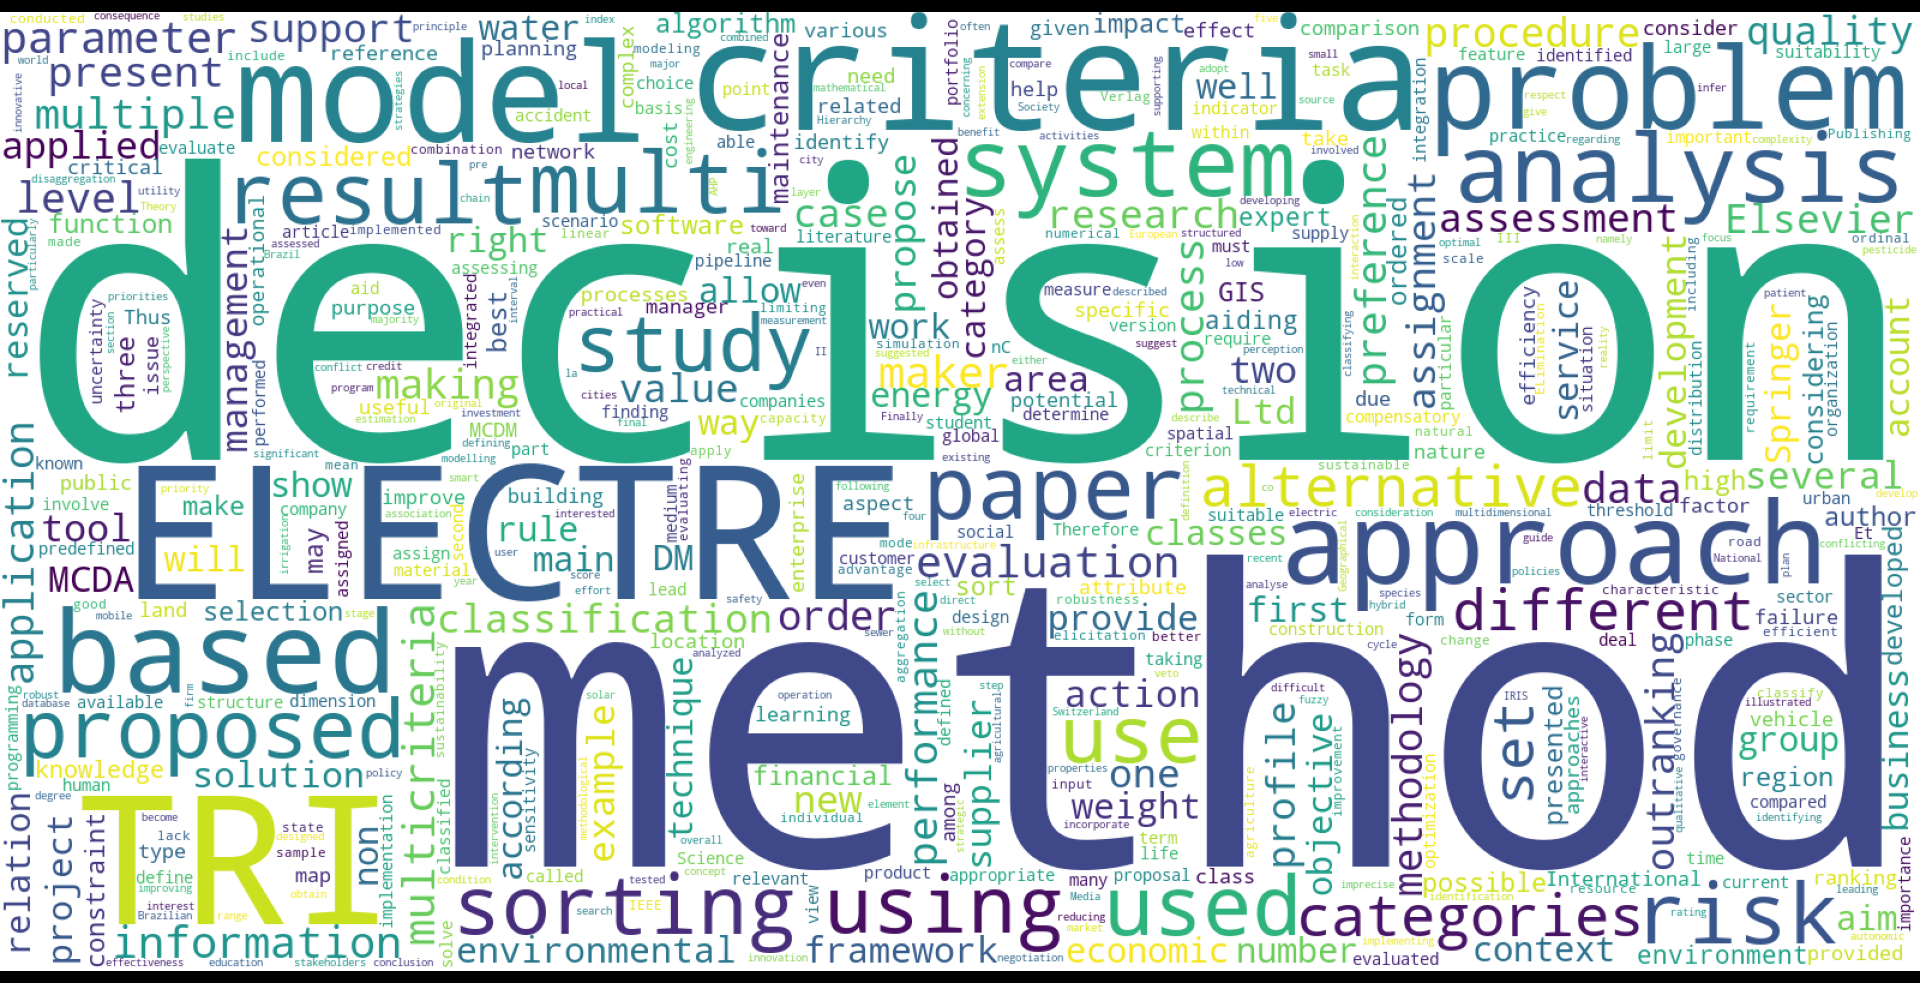 conducted consequence studies
parameter support principle water algorithm various given impact effect comparison procedure consider quality
world include reference planning modeling combined major feature identified large suitability
present model criteria problem
innovative multiple strategies local complex choice need portfolio concerning compare extension help well small task
basis point mathematical related Hierarchy Society adopt Verlag supporting indicator source integration respect infer give
applied evaluate accident cost engineering able maintenance identify benefit activities within take involved practice regarding important complexity Publishing
critical considered combination network system analysis
disaggregation level utility Theory result multi AHP city layer propose obtained preference assignment assessment Elsevier
function chain pre scenario software case research developing expert
made article implemented linear toward literature numerical European structured supply ordered optimal III namely focus ordinal
particularly reserved Brazil assessed right real assess must interaction scale including pesticide
operational assessing pipeline low
decision
management aid purpose majority processes manager allow even described measure GIS specific version aiding particular development
uncertainty priorities Thus section perspective three issue integrated best interval practical limiting measurement work category process require efficiency Elimination service patient considering organization account
conflict credit program study simulation nC either suggest perception classifying situation reality requirement distribution Springer
performed making la II suggested maker area two due
useful original cities value companies energy potential technical compensatory
estimation investment MCDM finding way capacity Finally student determine Ltd natural
significant defining final global describe spatial nature limit
known mean modelling part apply existing criterion sustainable
application public priority smart show ELECTRE paper alternative data high several
involve make company improve building medium evaluating following aspect definition co consideration factor urban develop
tool will irrigation association interested enterprise four social Therefore suitable electric multidimensional threshold author
predefined may assigned assign second rule user main DM customer mode infrastructure classes approach guide road Et conflicting
MCDA material year score effort lead advantage evaluation recent Geographical National plan
good mobile land selection stage safety select sort attribute analyse species policies characteristic sector
based multicriteria classification order aggregation direct robustness first hybrid form different failure
location sewer without design provide construction change deal phase efficient developed
sustainability analyzed performance elicitation better cycle
robust database available firm structure dimension technique solar operation method taking veto action difficult IRIS outranking classify illustrated business
programming proposed according example learning defined step agricultural Switzerland use fuzzy objective methodology set presented approaches interactive qualitative governance vehicle group
knowledge human solution policy sensitivity methodological financial supplier properties one profile improvement region
relation degree TRI classified intervention new element among strategic input weight agriculture optimization compared
project become state designed implementation individual incorporate identifying
constraint lack type sample non Science overall term life time
define map condition called concept relevant product appropriate many proposal class imprecise possible International current ranking
improving interest obtain tested resource leading
Brazilian range sorting search IEEE view using Media used categories identification risk rating aim importance
information solve reducing market
environmental innovation framework negotiation economic number implementing evaluated context environment autonomic provided
effectiveness education stakeholders conclusion